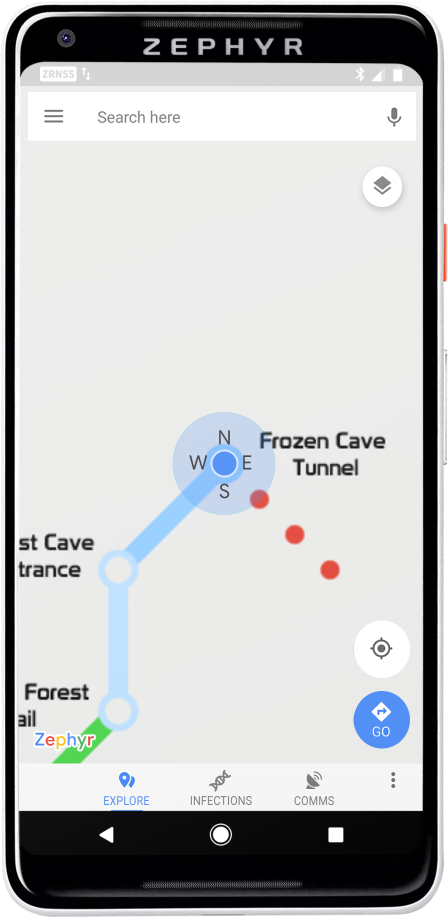 ZEPHYR
ZRNSS
Search here
N
W E
S
Frozen Cave
Tunnel
st Cave
trance
Forest
ail
Zephyr
GO
EXPLORE INFECTIONS COMMS